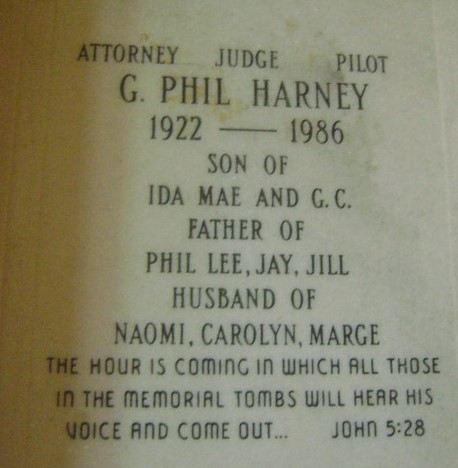 ATTORNEY JUDGE PILOT
G. PHIL HARNEY
1922 — 1986
SON OF
IDA MAE AND G.C.
FATHER OF
PHIL LEE, JAY, JILL
HUSBAND OF
NAOMI, CAROLYN, MARGE
THE HOUR IS COMING IN WHICH ALL THOSE
IN THE MEMORIAL TOMBS WILL HEAR HIS
VOICE AND COME OUT... JOHN 5:28